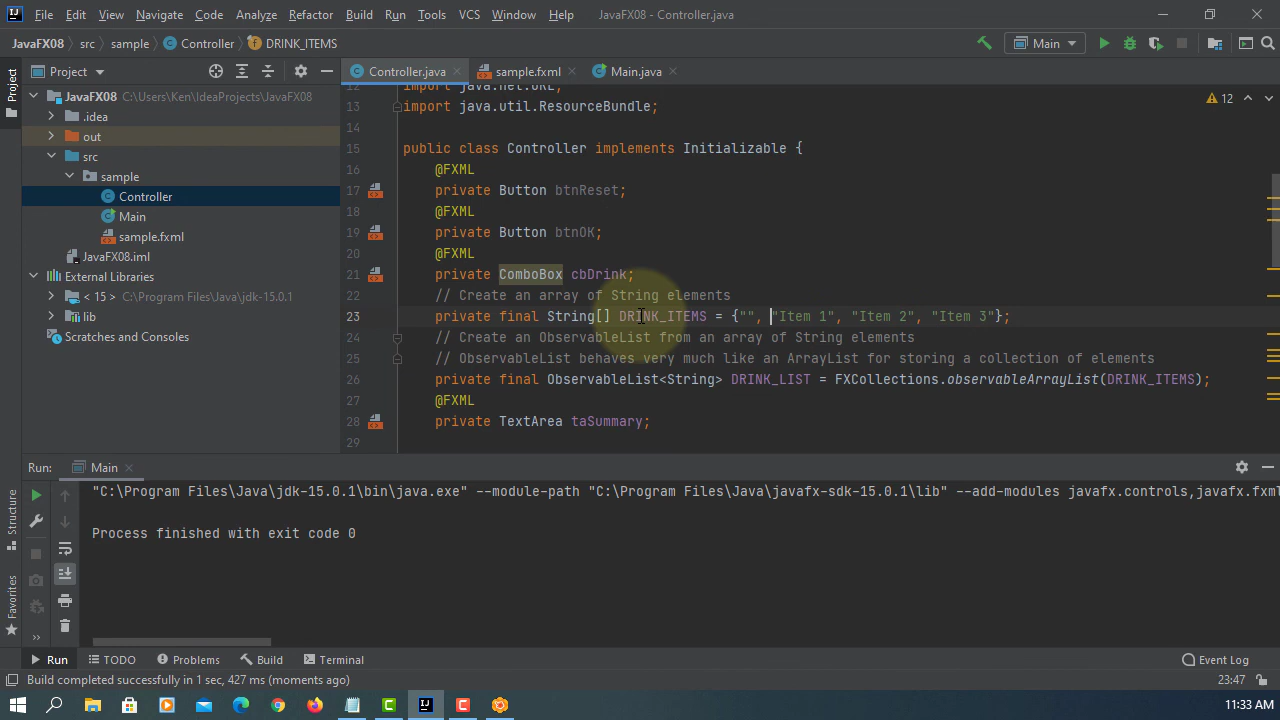 File Edit View Navigate Code Analyze Refactor Build Run Tools VCS Window Help JavaFX08 - Controller.java
JavaFX08 src sample Controller DRINK_ITEMS Main
Project Controller.java sample.fxml Main.java
Project
JavaFX08 C:\Users\Ken\IdeaProjects\JavaFX08
.idea
out
src
sample
Controller
Main
sample.fxml
JavaFX08.iml
External Libraries
< 15 > C:\Program Files\Java\jdk-15.0.1
lib
Scratches and Consoles
12 import java.net.URL;
13 import java.util.ResourceBundle;
12
14
15 public class Controller implements Initializable {
16 @FXML
17 private Button btnReset;
18 @FXML
19 private Button btnOK;
20 @FXML
21 private ComboBox cbDrink;
22 // Create an array of String elements
23 private final String[] DRINK_ITEMS = {"", "Item 1", "Item 2", "Item 3"};
24 // Create an ObservableList from an array of String elements
25 // ObservableList behaves very much like an ArrayList for storing a collection of elements
26 private final ObservableList<String> DRINK_LIST = FXCollections.observableArrayList(DRINK_ITEMS);
27 @FXML
28 private TextArea taSummary;
29
Run: Main
"C:\Program Files\Java\jdk-15.0.1\bin\java.exe" --module-path "C:\Program Files\Java\javafx-sdk-15.0.1\lib" --add-modules javafx.controls,javafx.fxml
Process finished with exit code 0
Structure
Favorites
Run TODO Problems Build Terminal Event Log
Build completed successfully in 1 sec, 427 ms (moments ago) 23:47
11:33 AM